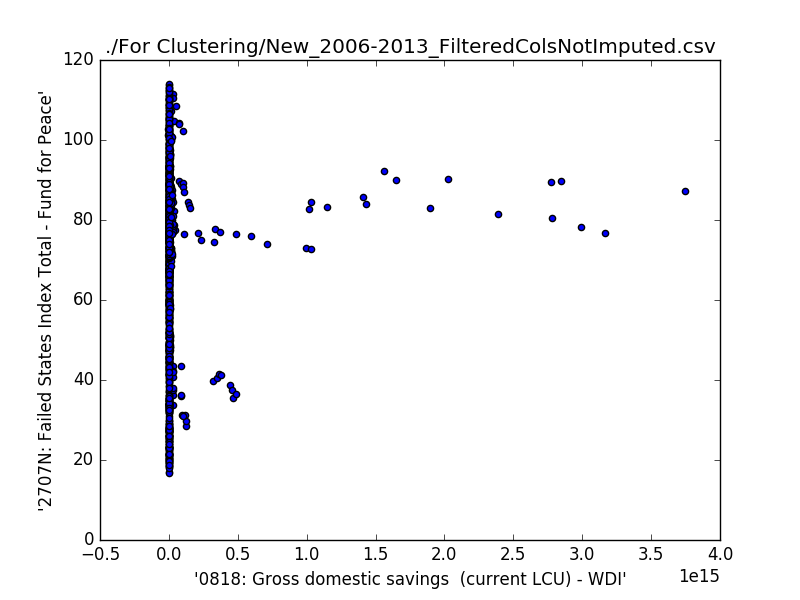 ./For Clustering/New_2006-2013_FilteredColsNotImputed.csv
120
100
80
60
40
20
0
'2707N: Failed States Index Total - Fund for Peace'
−0.5 0.0 0.5 1.0 1.5 2.0 2.5 3.0 3.5 4.0
1e15
'0818: Gross domestic savings  (current LCU) - WDI'